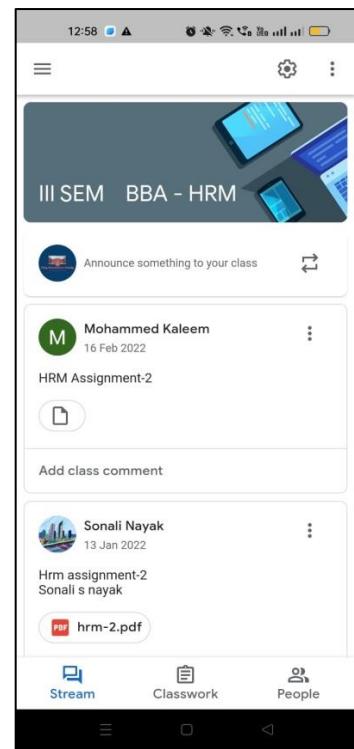 12:58
III SEM BBA - HRM
Announce something to your class
M
Mohammed Kaleem
16 Feb 2022
HRM Assignment-2
Add class comment
Sonali Nayak
13 Jan 2022
Hrm assignment-2
Sonali s nayak
PDF hrm-2.pdf
Stream Classwork People